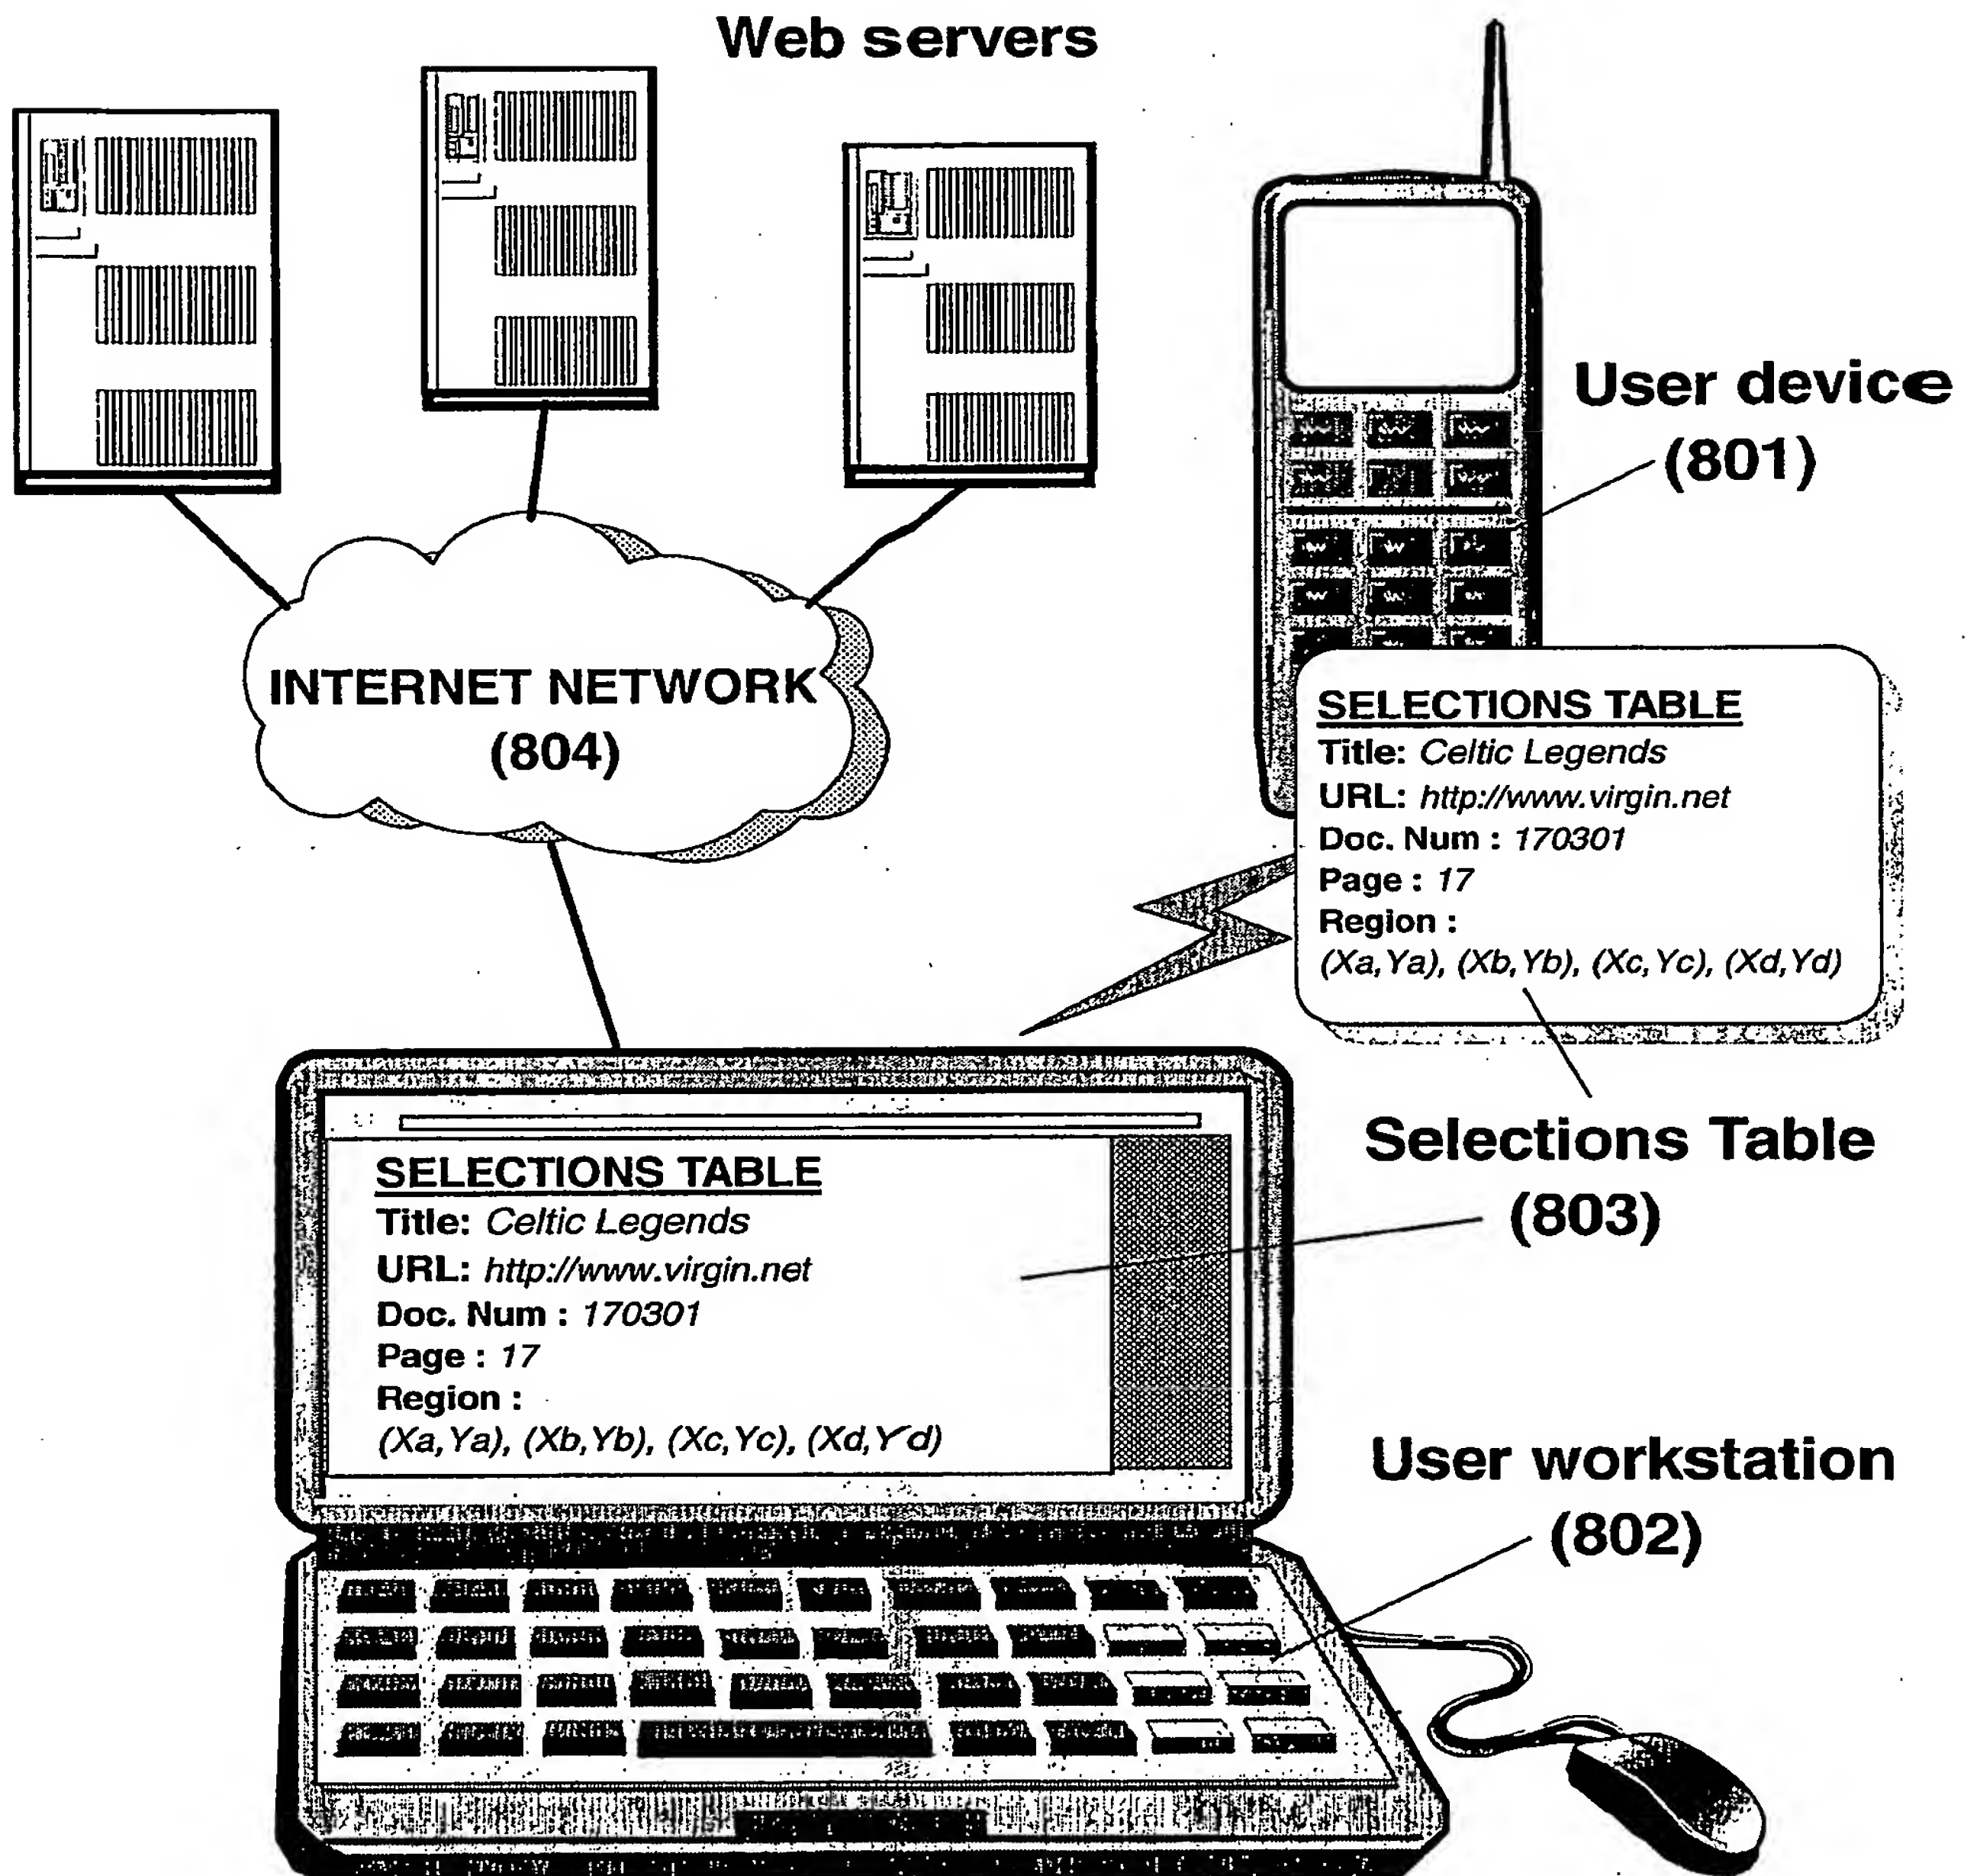 Web servers
User device
(801)
INTERNET NETWORK
(804)
SELECTIONS TABLE
Title: Celtic Legends
URL: http://www.virgin.net
Doc. Num : 170301
Page : 17
Region :
(Xa,Ya), (Xb,Yb), (Xc,Yc), (Xd,Yd)
Selections Table
(803)
SELECTIONS TABLE
Title: Celtic Legends
URL: http://www.virgin.net
Doc. Num : 170301
Page : 17
Region :
(Xa,Ya), (Xb,Yb), (Xc,Yc), (Xd,Yd)
User workstation
(802)